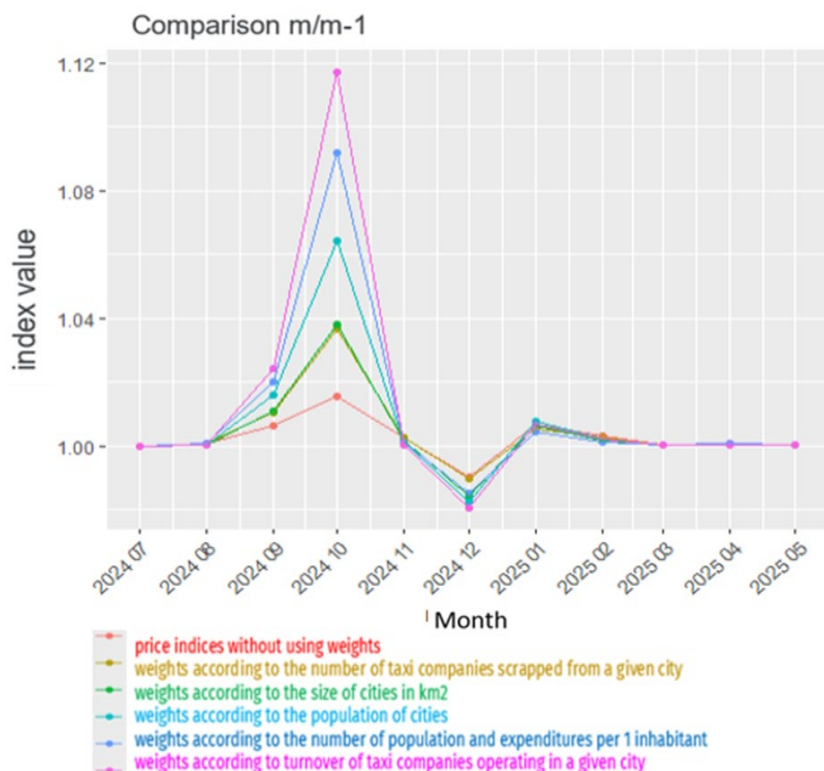 Comparison m/m-1
1.12
1.08
1.04
1.00
index value
2024 07
2024 08
2024 09
2024 10
2024 11
2024 12
2025 01
2025 02
2025 03
2025 04
2025 05
Month
price indices without using weights
weights according to the number of taxi companies scrapped from a given city
weights according to the size of cities in km2
weights according to the population of cities
weights according to the number of population and expenditures per 1 inhabitant
weights according to turnover of taxi companies operating in a given city